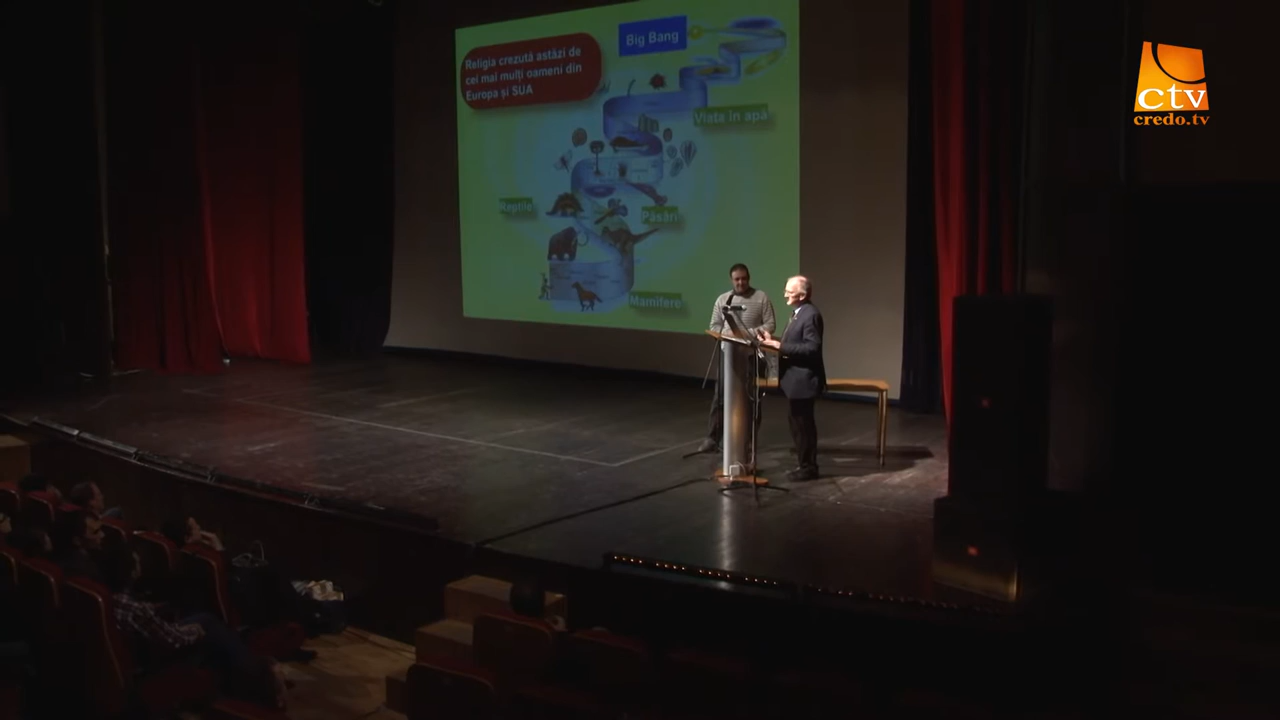 Big Bang
Religia crezută astăzi de
cei mai mulți oameni din
Europa și SUA
Viața în apă
Reptile
Păsări
Mamifere
ctv
credo.tv